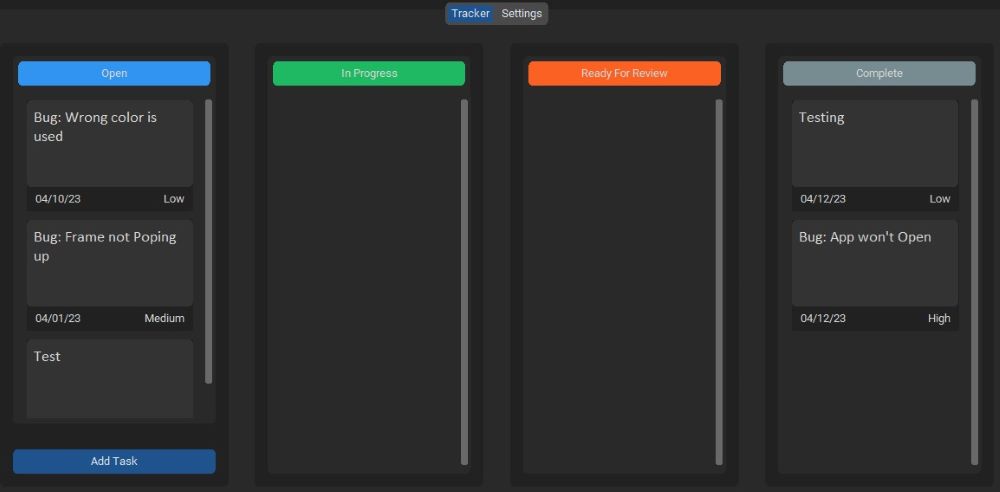 Tracker Settings
Open
In Progress
Ready For Review
Complete
Bug: Wrong color is
used
04/10/23 Low
Bug: Frame not Poping
up
04/01/23 Medium
Test
Add Task
Testing
04/12/23 Low
Bug: App won't Open
04/12/23 High